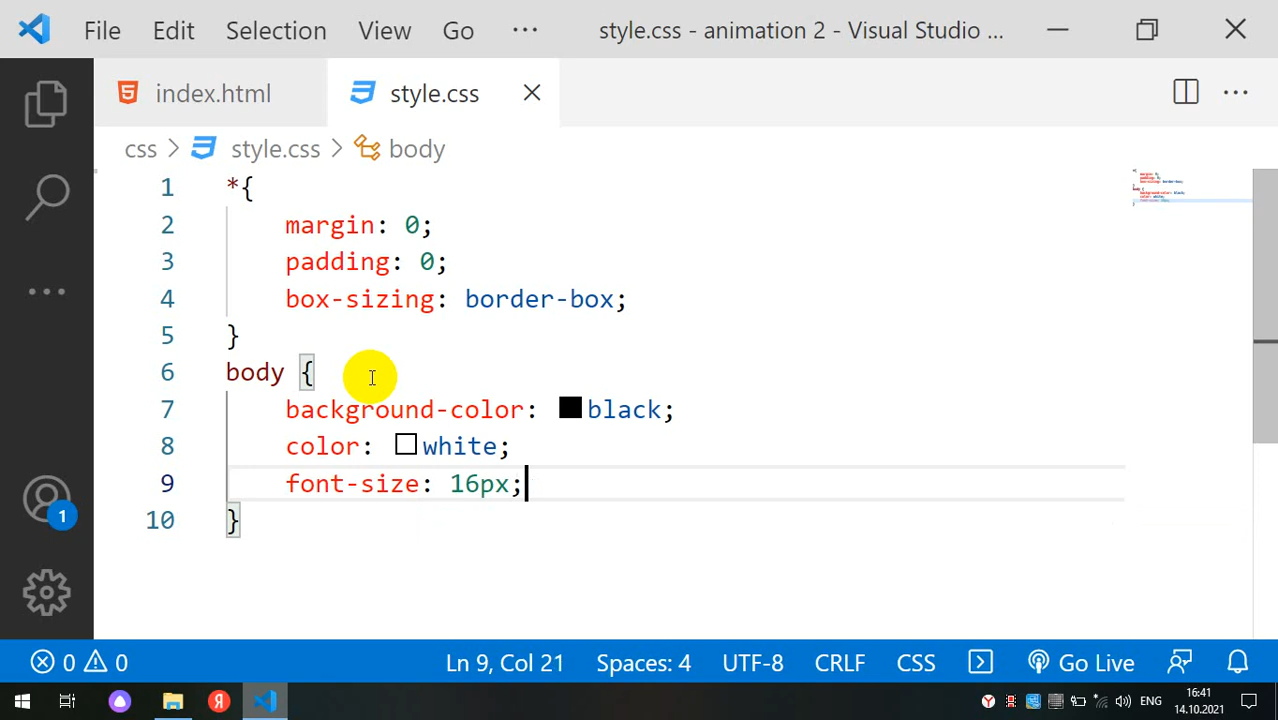 File Edit Selection View Go ··· style.css - animation 2 - Visual Studio ...
index.html style.css
css > style.css > body
1 *{
2 margin: 0;
3 padding: 0;
4 box-sizing: border-box;
5 }
6 body {
7 background-color: black;
8 color: white;
9 font-size: 16px;
10 }
1
0 0 Ln 9, Col 21 Spaces: 4 UTF-8 CRLF CSS Go Live
ENG 16:41
14.10.2021